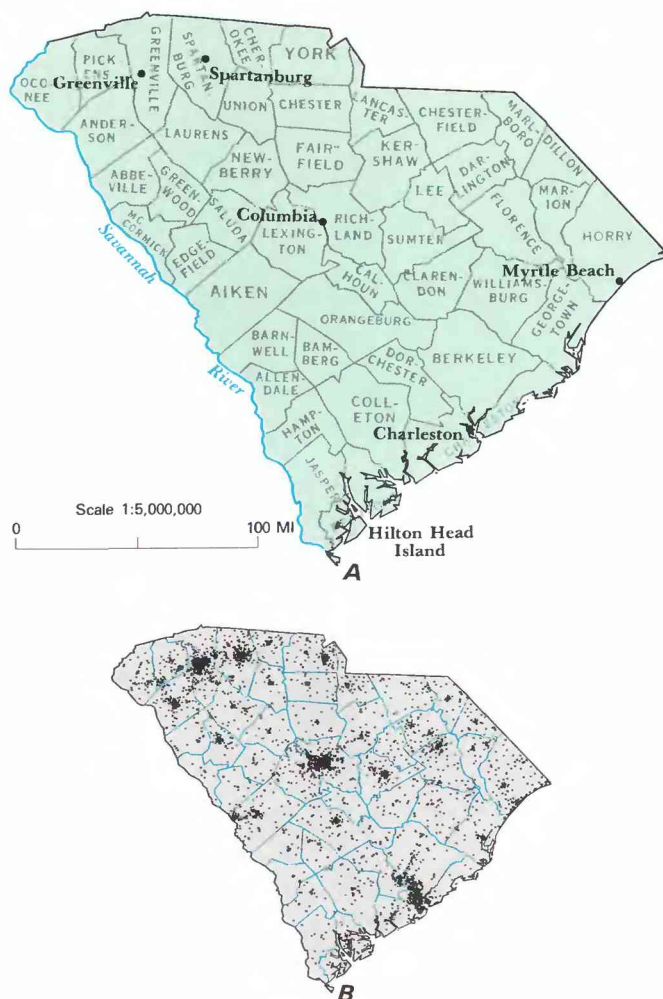 OCO-
NEE
PICK
ENS
GREENVILLE
Greenville
SPARTAN
BURG
Spartanburg
CHER-
OKEE
YORK
UNION
CHESTER
LANCAS-
TER
CHESTER-
FIELD
MARL-
BORO
DILLON
ANDER-
SON
LAURENS
NEW-
BERRY
FAIR-
FIELD
KER-
SHAW
LEE
DAR-
LINGTON
MAR-
ION
HORRY
ABBE-
VILLE
GREEN-
WOOD
SALUDA
Columbia
LEXING-
TON
RICH-
LAND
SUMTER
FLORENCE
Myrtle Beach
MC
CORMICK
EDGE-
FIELD
Savannah
River
AIKEN
CAL-
HOUN
CLAREN-
DON
WILLIAMS-
BURG
GEORGE-
TOWN
ORANGEBURG
BARN-
WELL
BAM-
BERG
DOR-
CHESTER
BERKELEY
ALLEN-
DALE
COLL-
ETON
HAMP-
TON
Charleston
CHARLESTON
JASPER
Scale 1:5,000,000
0 100 MI
Hilton Head
Island
A
B